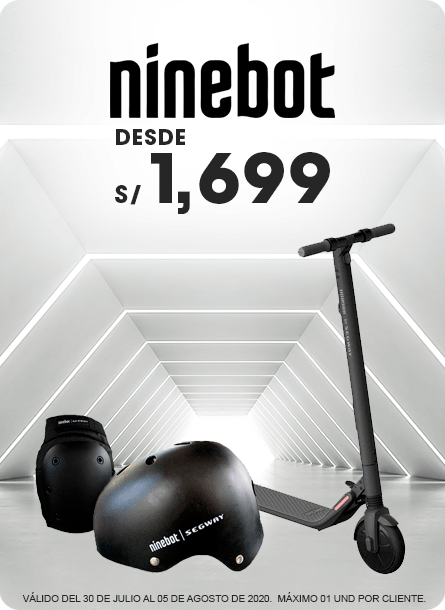 ninebot
DESDE
S/ 1,699
ninebot
ninebot | SEGWAY
VÁLIDO DEL 30 DE JULIO AL 05 DE AGOSTO DE 2020. MÁXIMO 01 UND POR CLIENTE.